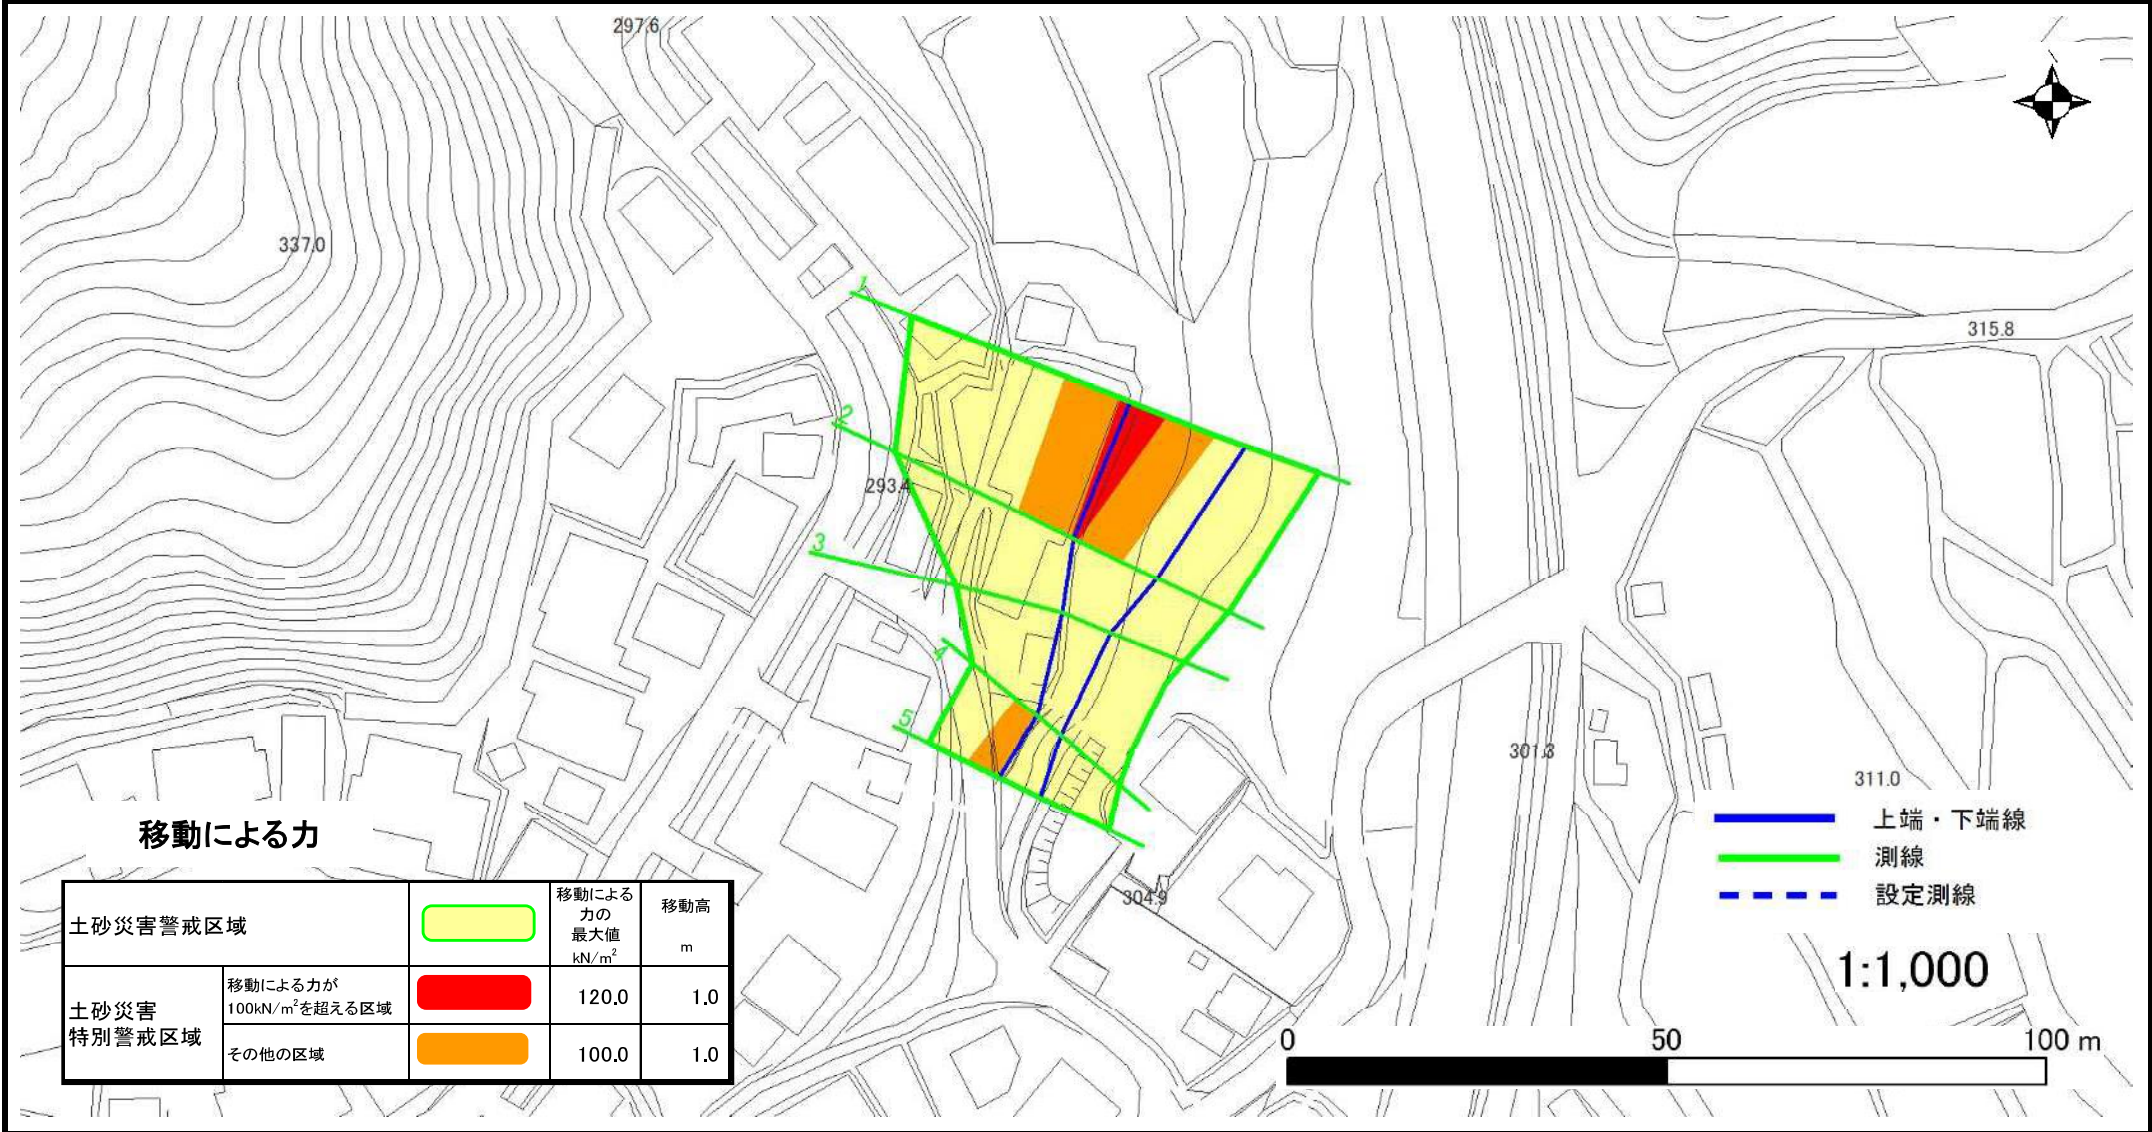 297.6
337.0
1
315.8
2
293.4
3
4
5
301.3
311.0
304.9
移動による力
上端・下端線
測線
設定測線
1:1,000
0 50 100 m
土砂災害警戒区域
移動による
力の
最大値
kN/m²
移動高
m
土砂災害
特別警戒区域
移動による力が
100kN/m²を超える区域
120.0 1.0
その他の区域
100.0 1.0